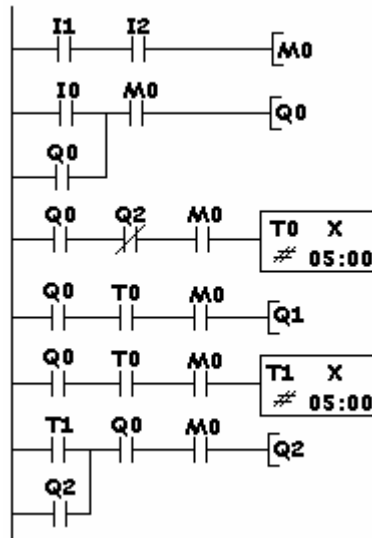 I1 I2
M0
I0 M0
Q0
Q0
Q0 Q2 M0
T0 X
05:00
Q0 T0 M0
Q1
Q0 T0 M0
T1 X
05:00
T1 Q0 M0
Q2
Q2